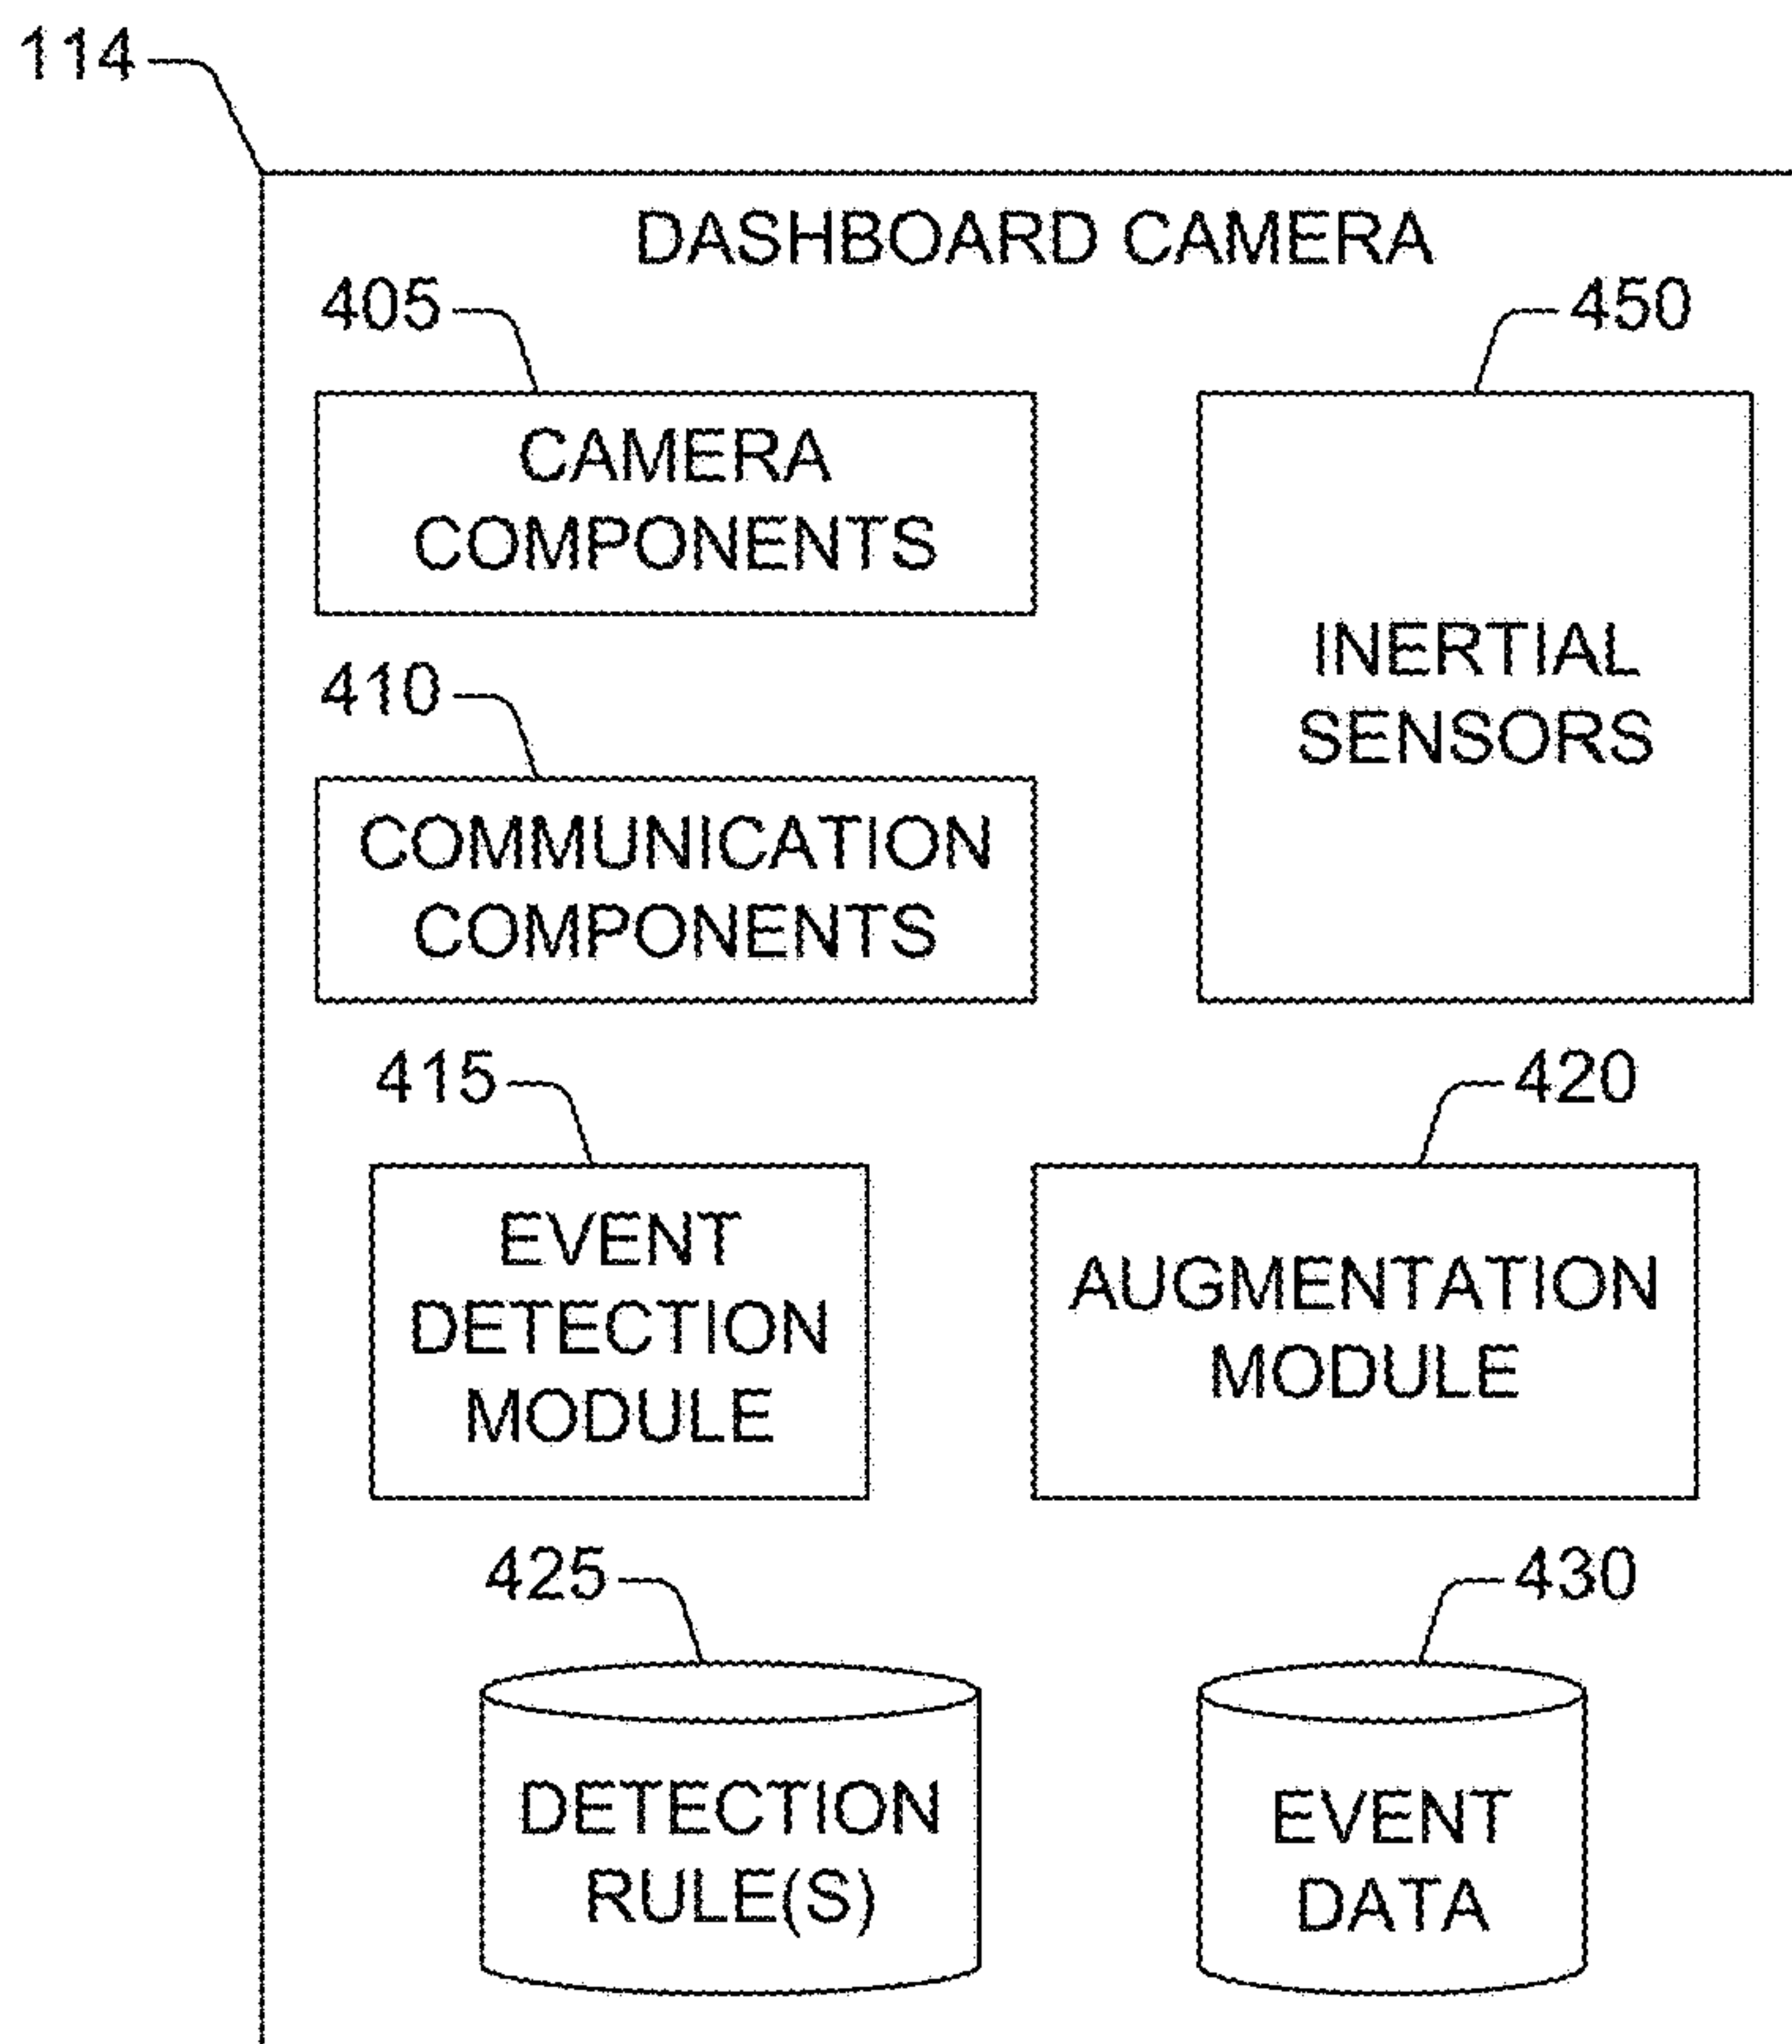 114
DASHBOARD CAMERA
405
450
CAMERA
COMPONENTS
INERTIAL
SENSORS
410
COMMUNICATION
COMPONENTS
415
420
EVENT
DETECTION
MODULE
AUGMENTATION
MODULE
425
430
DETECTION
RULE(S)
EVENT
DATA